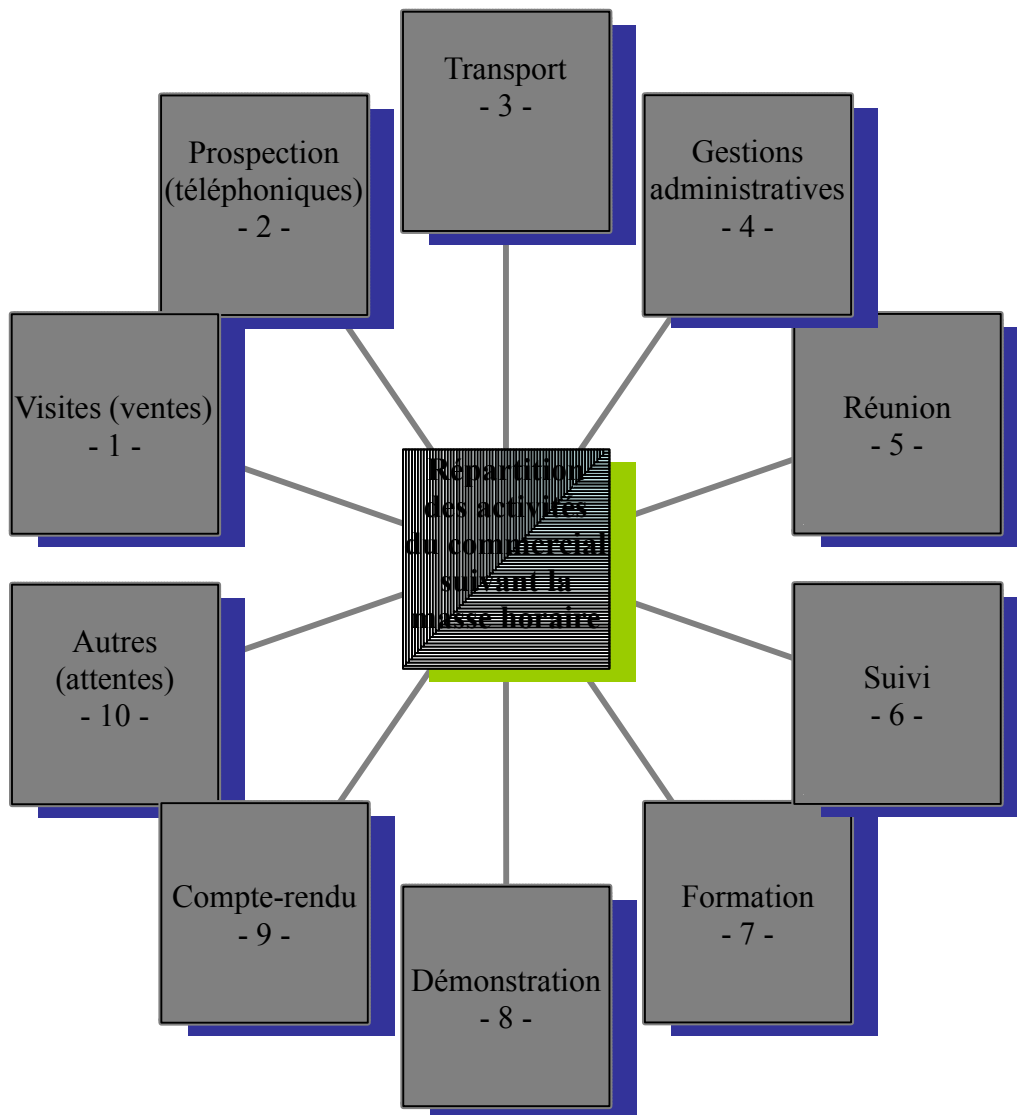 Transport
- 3 -
Prospection
(téléphoniques)
- 2 -
Gestions
administratives
- 4 -
Visites (ventes)
- 1 -
Réunion
- 5 -
Répartition
des activités
du commercial
suivant la
masse horaire
Autres
(attentes)
- 10 -
Suivi
- 6 -
Compte-rendu
- 9 -
Formation
- 7 -
Démonstration
- 8 -